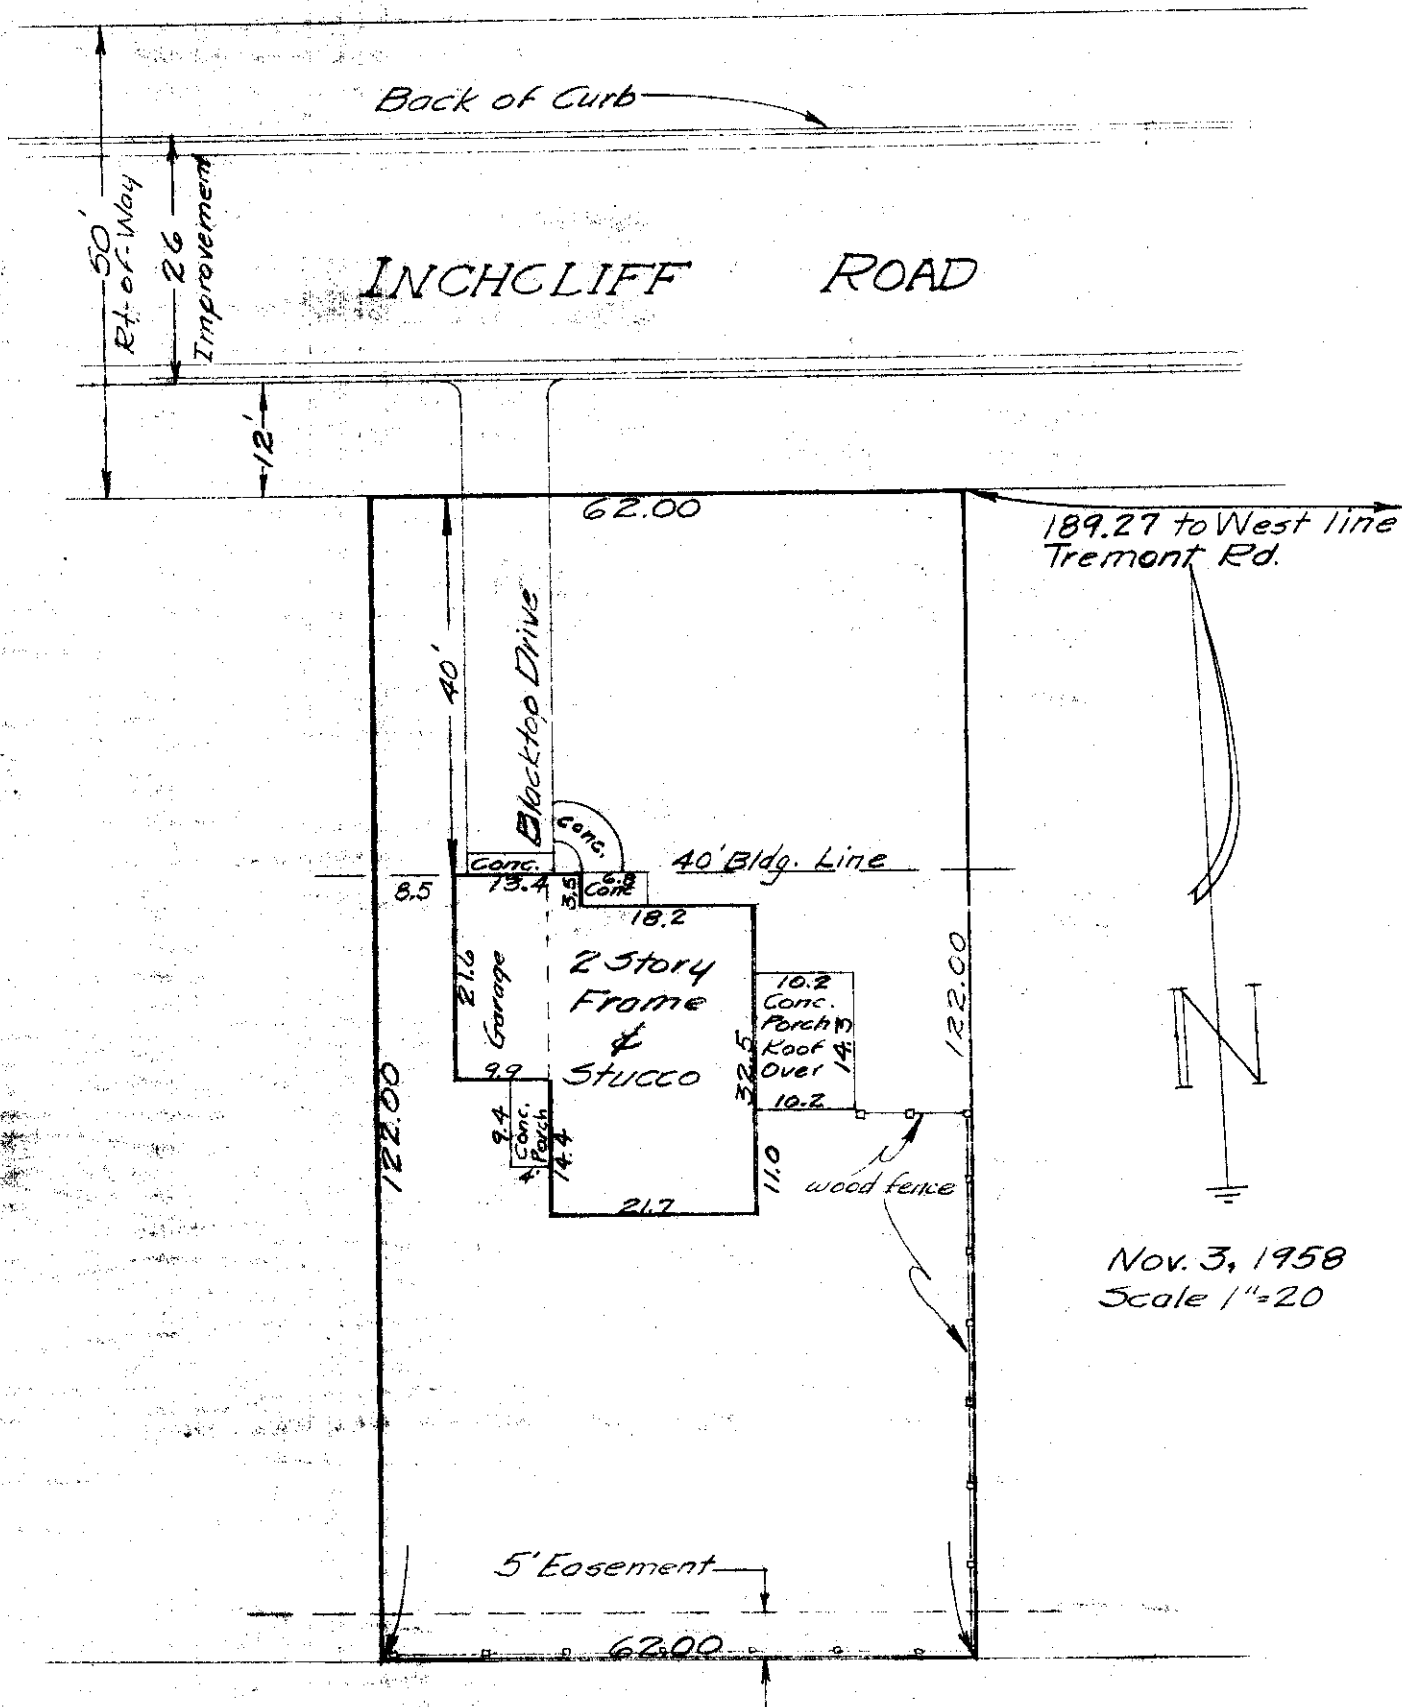 Back of Curb
50'
Rt-of-Way
26
Improvement
INCHCLIFF ROAD
12'
62.00
189.27 to West line
Tremont Rd.
40'
Blacktop Drive
Conc.
40' Bldg. Line
Conc.
8.5
13.4
3.5
6.8
Conc
18.2
21.6
Garage
2 Story
Frame
&
Stucco
10.2
Conc.
Porch
Roof
Over
14.3
10.2
32.5
122.00
N
9.9
9.4
Conc.
Porch
14.4
122.00
11.0
wood fence
21.7
Nov. 3, 1958
Scale 1"=20
5' Easement
62.00